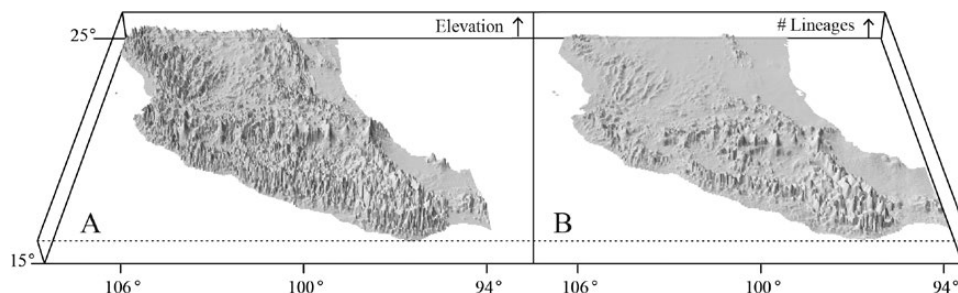 Elevation ↑
# Lineages ↑
25°
A
B
15°
106°
100°
94°
106°
100°
94°